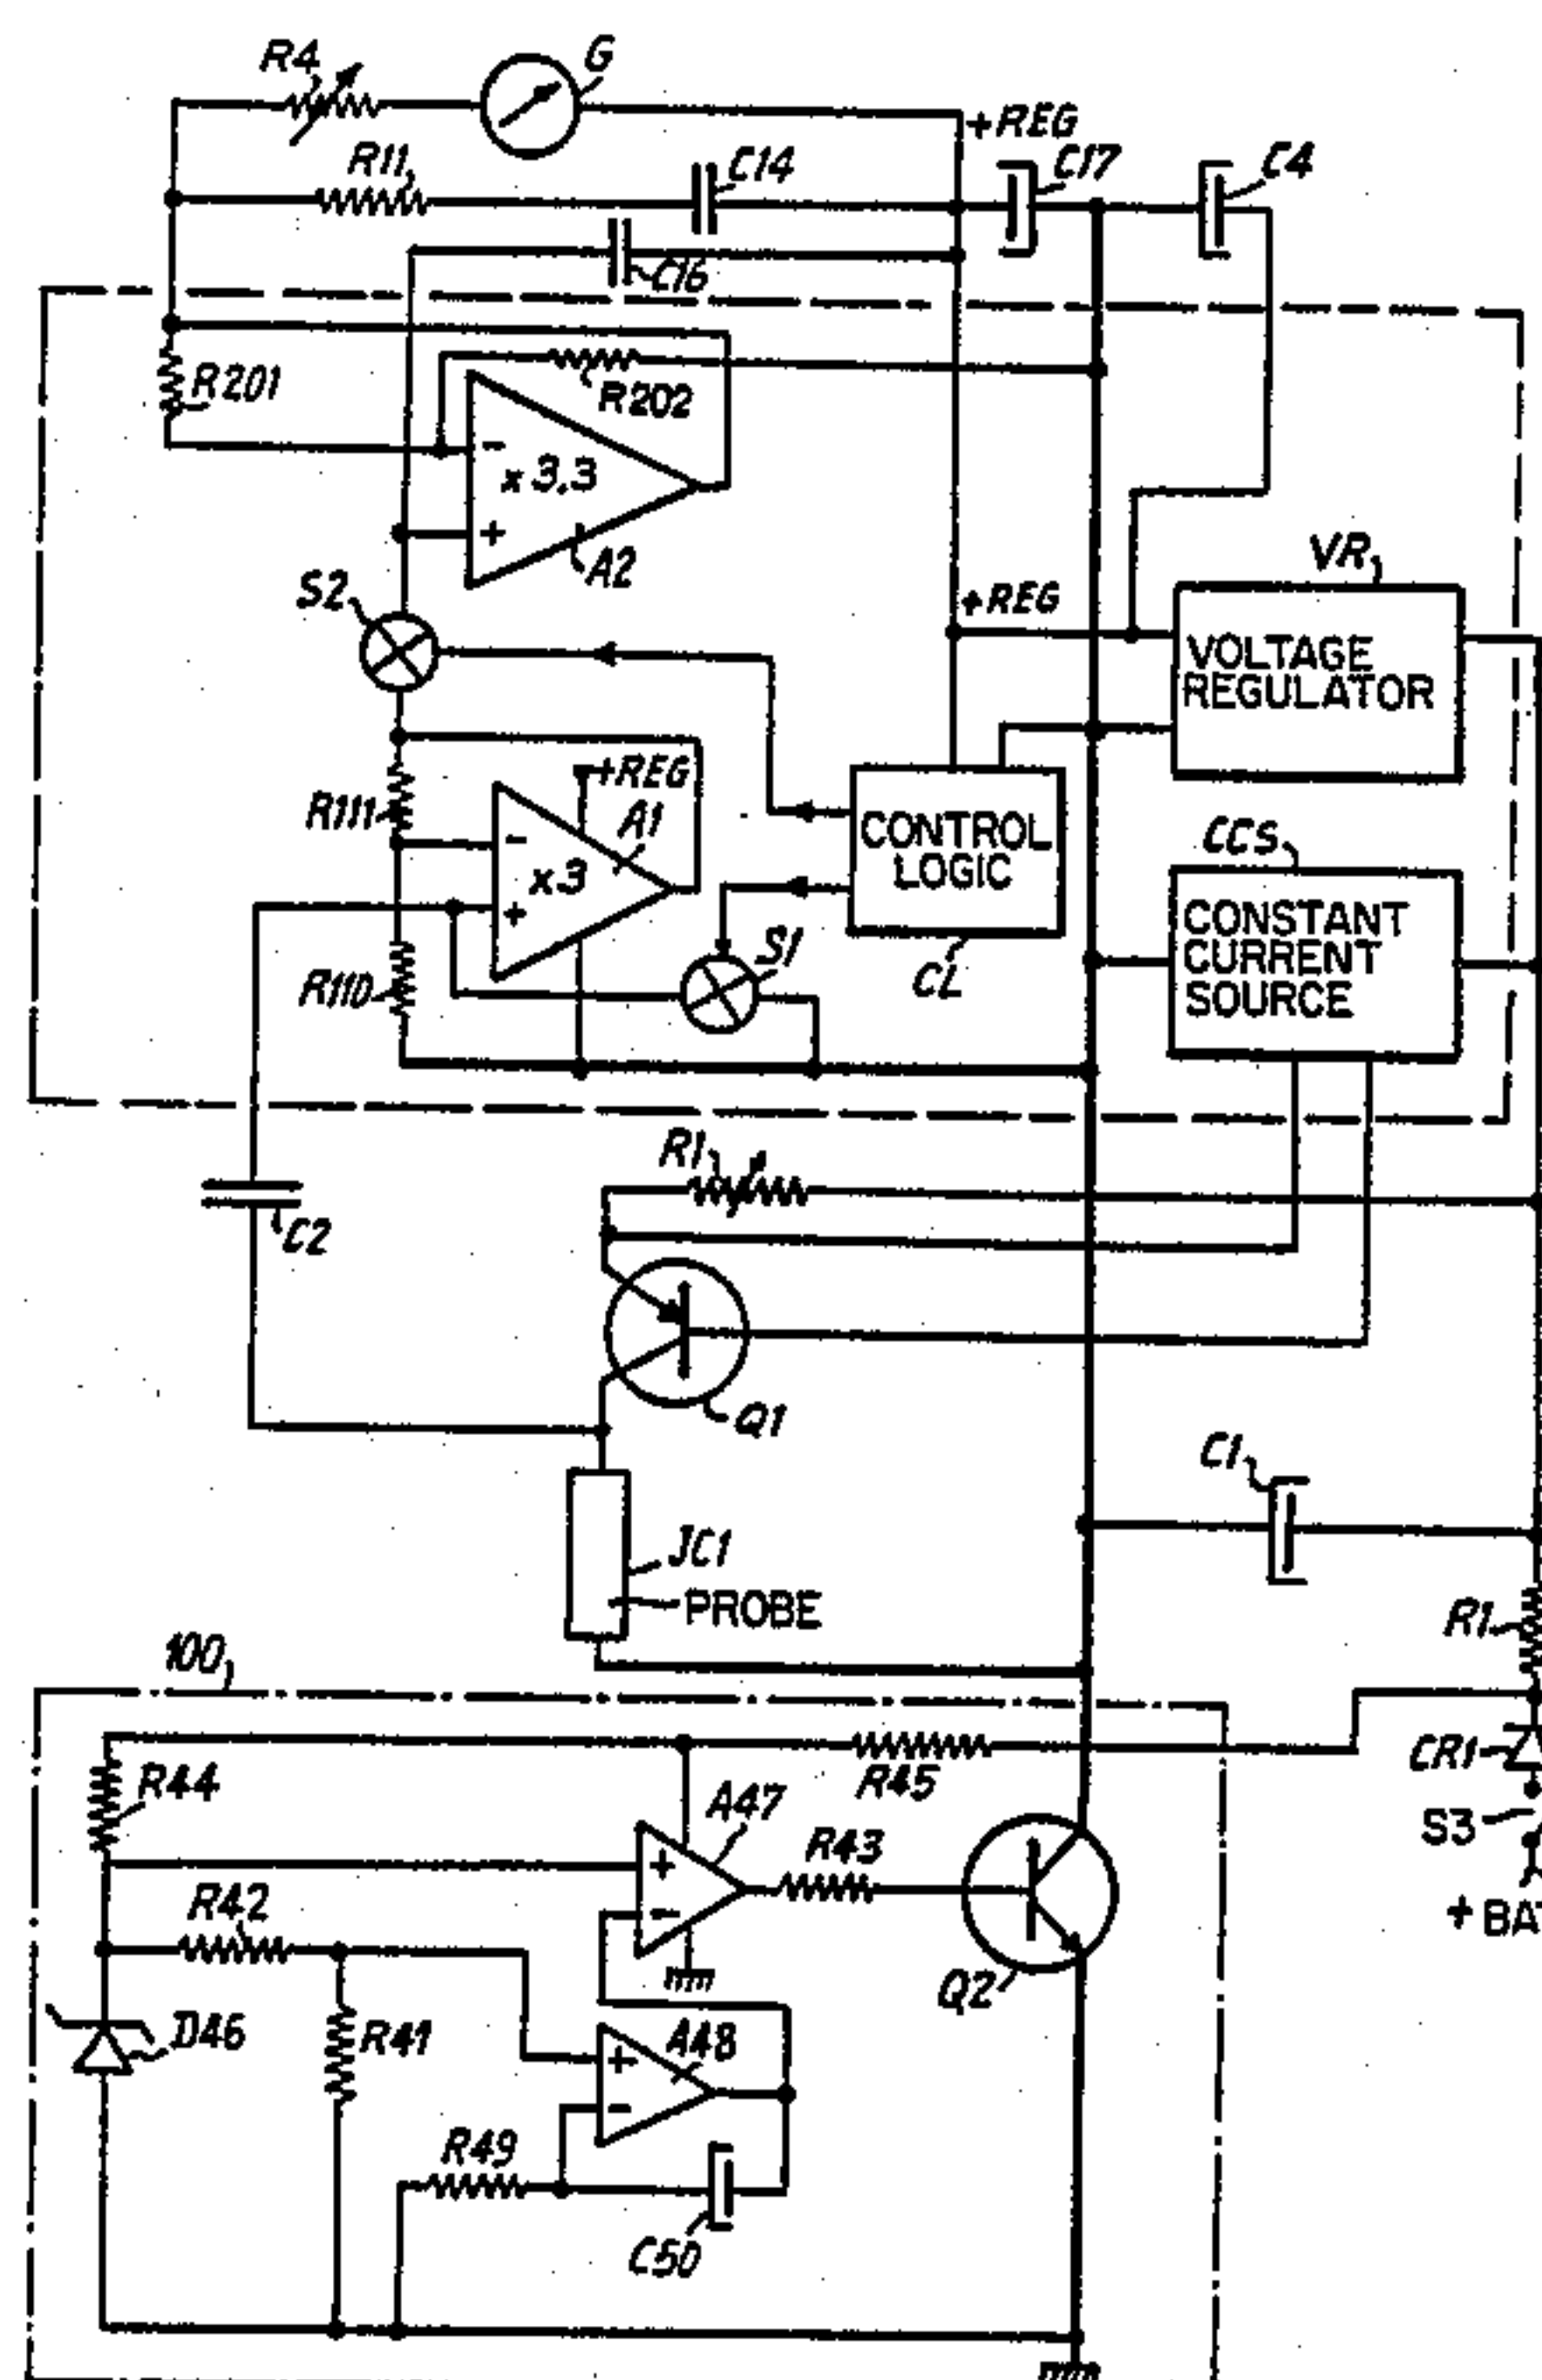 R4
G
+REG
R11
C14
C17
C4
C16
R201
R202
-
x 3.3
+
A2
S2
VR
+REG
VOLTAGE
REGULATOR
R111
+REG
A1
-
x3
+
CONTROL
LOGIC
CCS
CONSTANT
CURRENT
SOURCE
R110
S1
CL
R1
C2
Q1
C1
JC1
PROBE
R1
100
R44
R45
CR1
A47
R43
S3
+
-
R42
+ BAT
Q2
D46
R41
A48
+
-
R49
C50